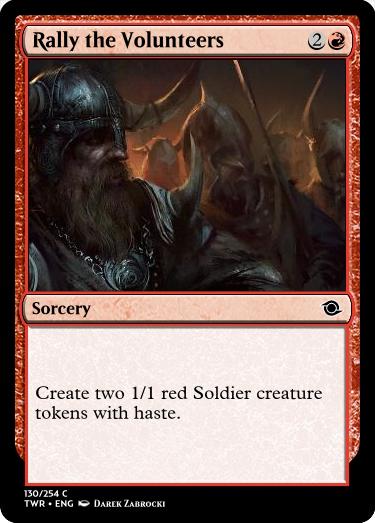 Rally the Volunteers 2
Sorcery
Create two 1/1 red Soldier creature
tokens with haste.
130/254 C
TWR • ENG Darek Zabrocki